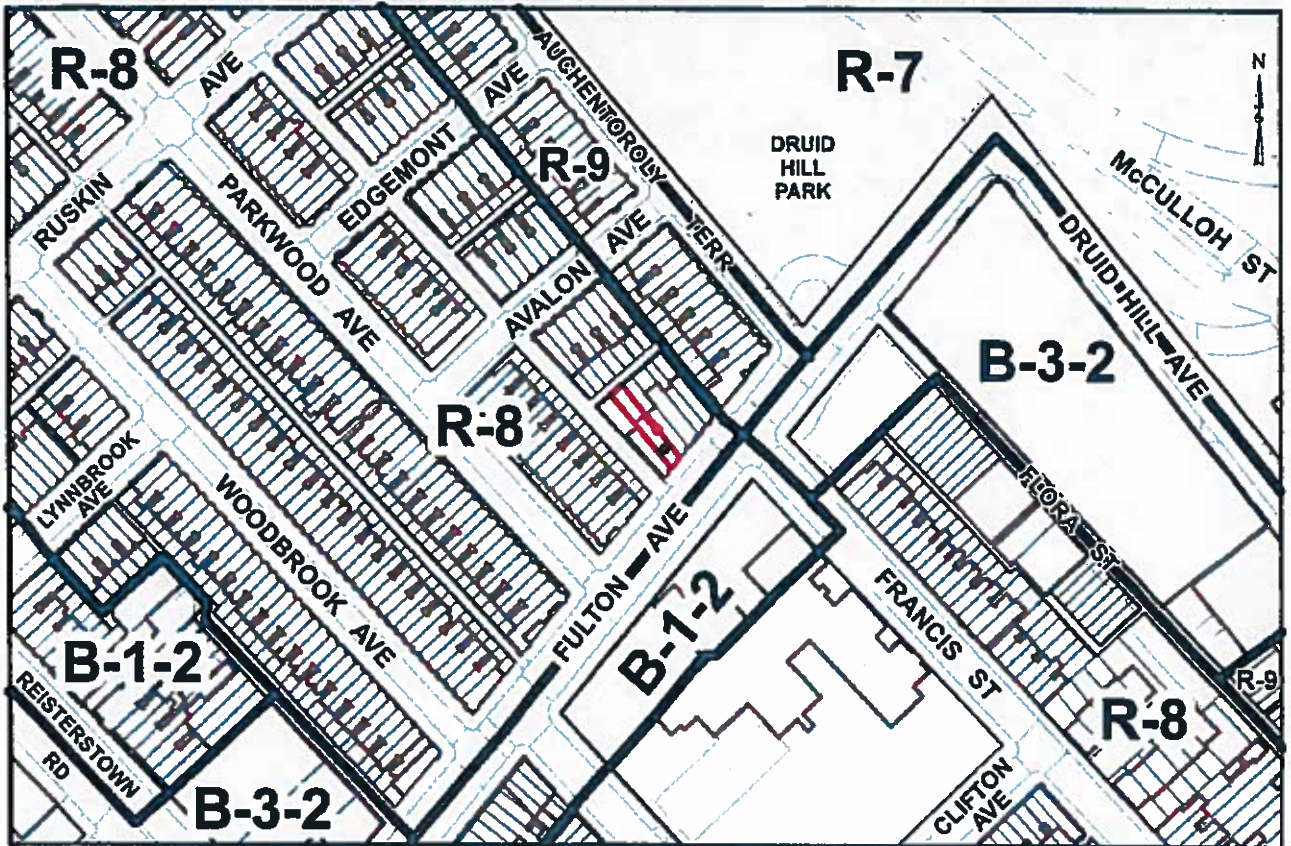 R-8
AVE
AVE
AUCHENTOROLY
TERR
R-7
N
DRUID
HILL
PARK
McCULLOH ST
R-9
EDGEMONT
RUSKIN
PARKWOOD AVE
AVE
AVALON
DRUID HILL AVE
B-3-2
R-8
LYNNBROOK
AVE
WOODBROOK AVE
FLORA ST
FULTON AVE
B-1-2
FRANCIS ST
B-1-2
R-9
REISTERSTOWN
RD
R-8
B-3-2
CLIFTON
AVE